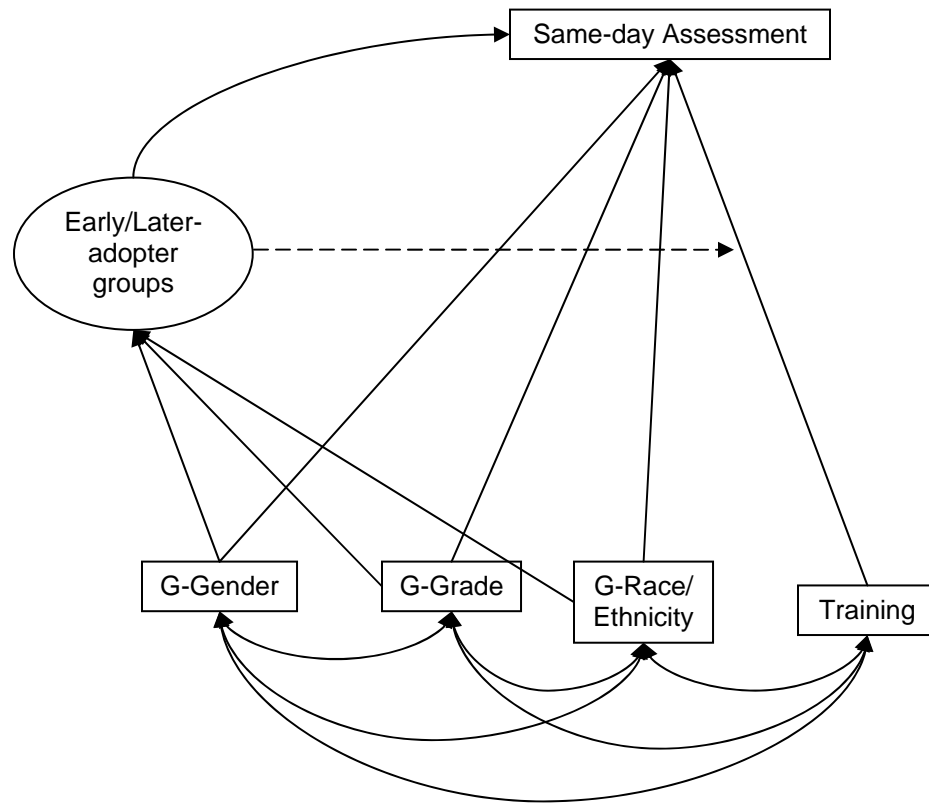 Same-day Assessment
Early/Later-
adopter
groups
G-Gender
G-Grade
G-Race/
Ethnicity
Training